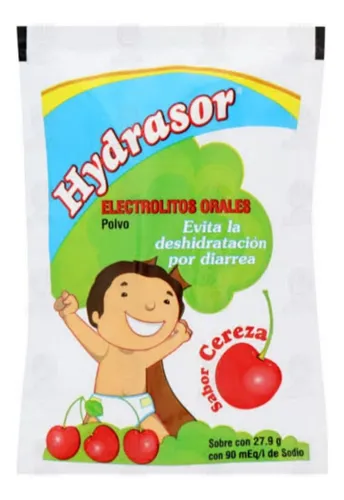 Hydrasor
ELECTROLITOS ORALES
Polvo
Evita la
deshidratación
por diarrea
sabor Cereza
Sobre con 27.9 g
con 90 mEq/l de Sodio